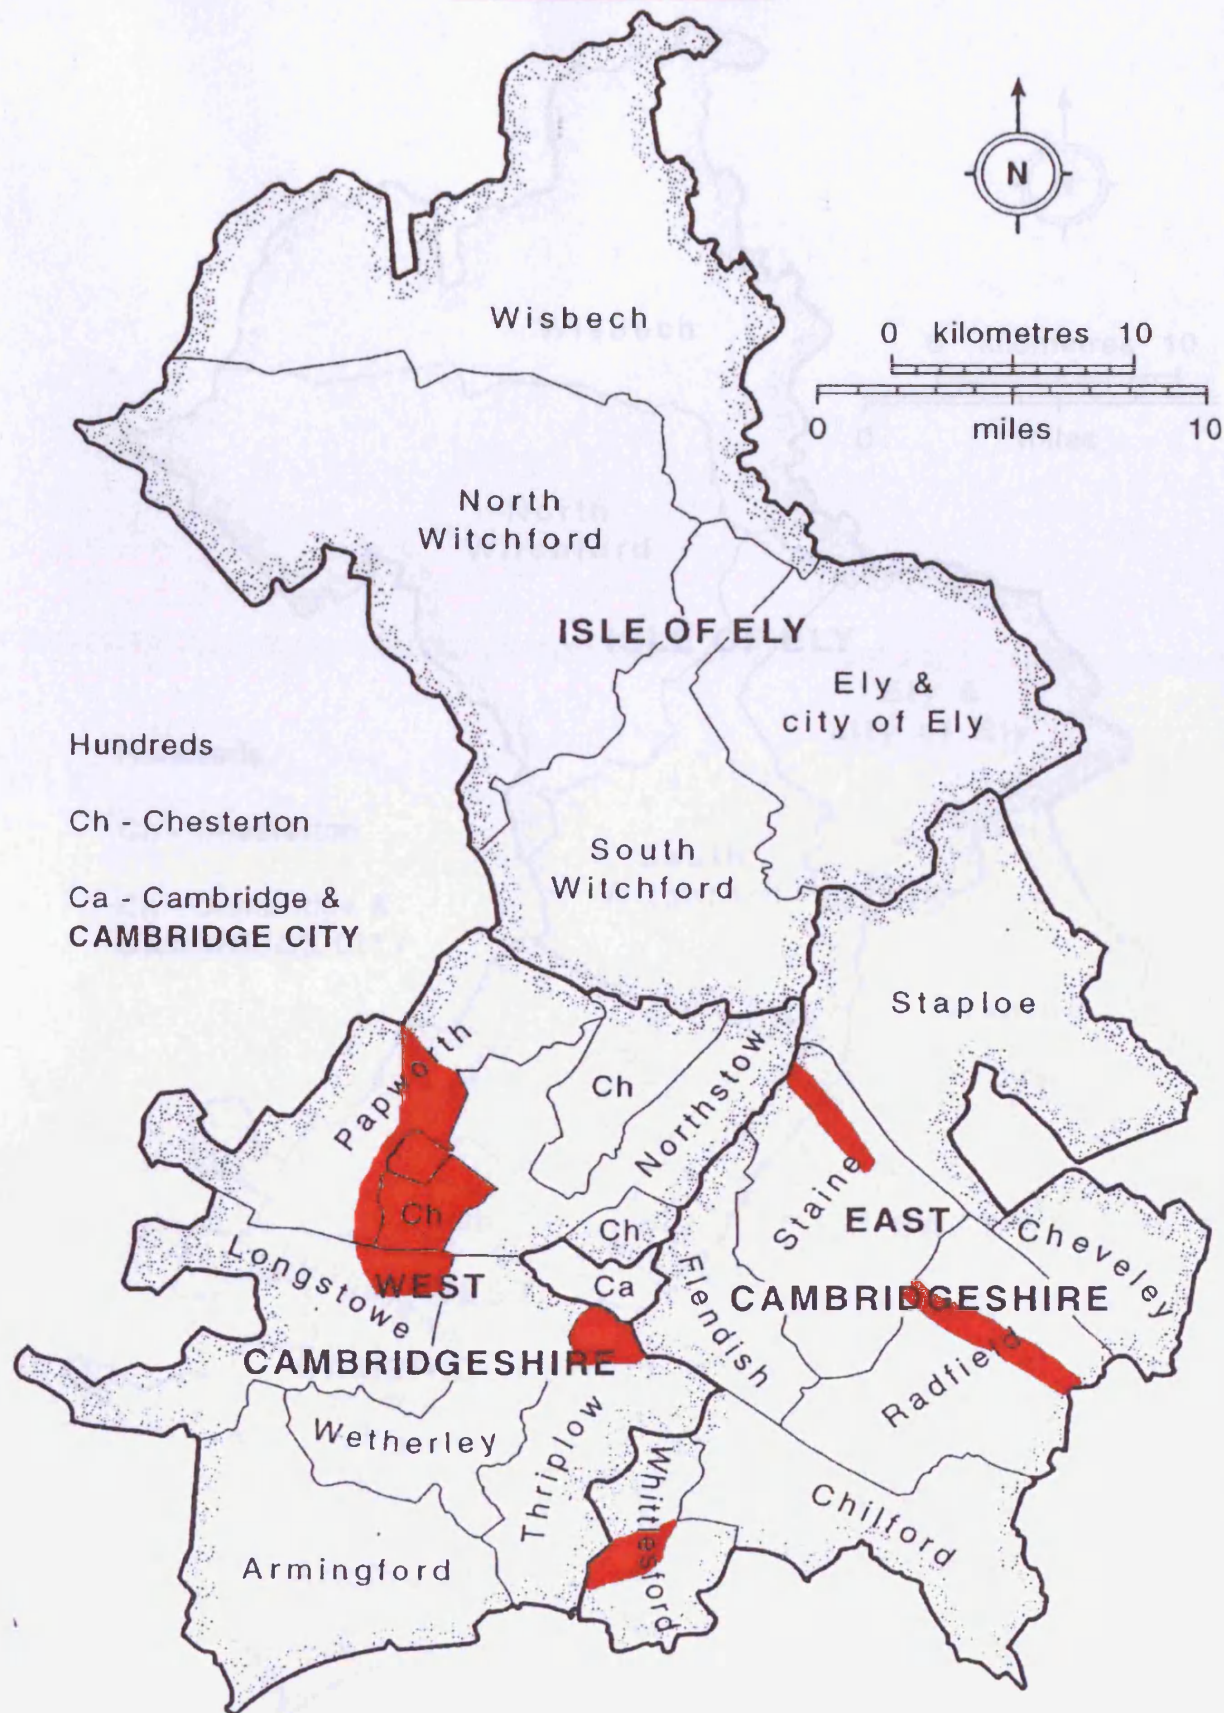 N
Wisbech
0 kilometres 10
0 miles 10
North
Witchford
ISLE OF ELY
Ely &
city of Ely
Hundreds
Ch - Chesterton
Ca - Cambridge &
CAMBRIDGE CITY
South
Witchford
Staploe
Papworth
Ch
Northstow
Staine
Ch
Ch
EAST
CAMBRIDGESHIRE
Cheveley
Longstowe
WEST
CAMBRIDGESHIRE
Ca
Flendish
Radfield
Wetherley
Thriplow
Whittlesford
Chilford
Armingford